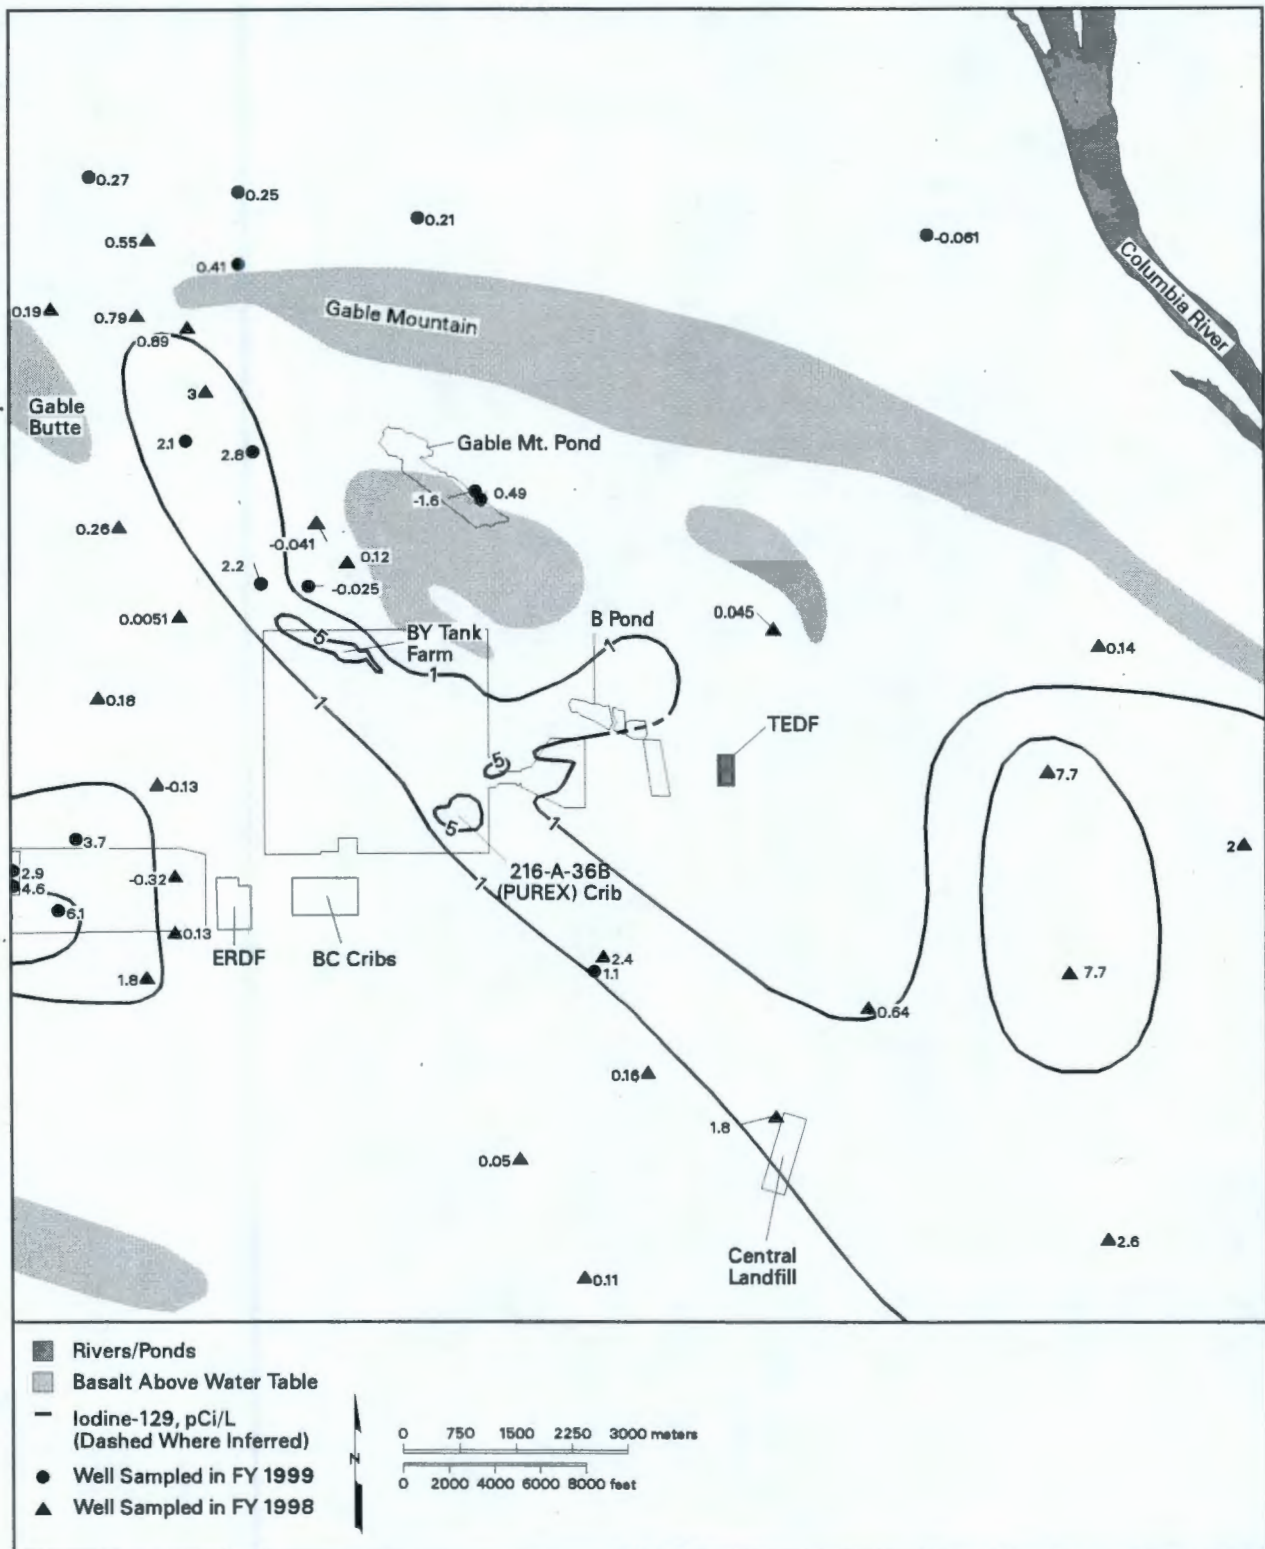 0.27
0.25
0.21
-0.061
0.55
0.41
Columbia River
Gable Mountain
0.19
0.79
0.89
3
Gable
Butte
2.1
2.8
Gable Mt. Pond
-1.6
0.49
0.26
-0.041
0.12
2.2
-0.025
0.0051
0.045
B Pond
BY Tank
Farm
5
1
1
0.14
0.18
1
TEDF
5
7.7
-0.13
5
1
3.7
2
2.9
4.6
-0.32
1
216-A-36B
(PUREX) Crib
6.1
0.13
ERDF
BC Cribs
2.4
1.1
1.8
7.7
0.64
0.16
1.8
0.05
2.6
Central
Landfill
0.11
Rivers/Ponds
Basalt Above Water Table
Iodine-129, pCi/L
(Dashed Where Inferred)
Well Sampled in FY 1999
Well Sampled in FY 1998
N
0 750 1500 2250 3000 meters
0 2000 4000 6000 8000 feet